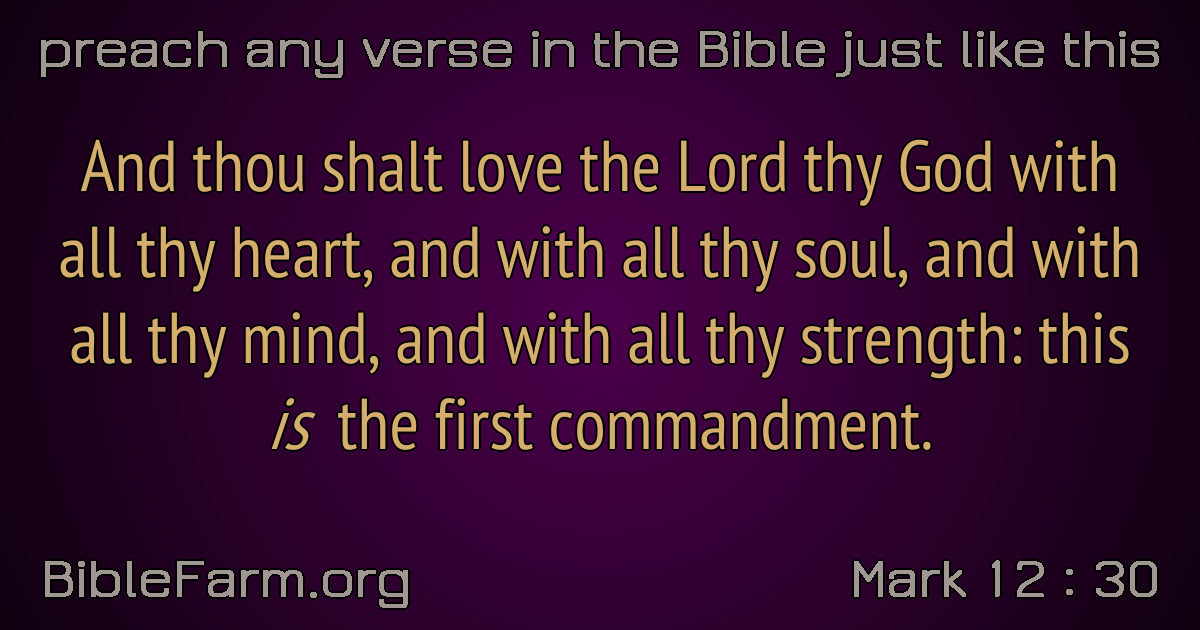 preach any verse in the Bible just like this
And thou shalt love the Lord thy God with
all thy heart, and with all thy soul, and with
all thy mind, and with all thy strength: this
is the first commandment.
BibleFarm.org
Mark 12 : 30